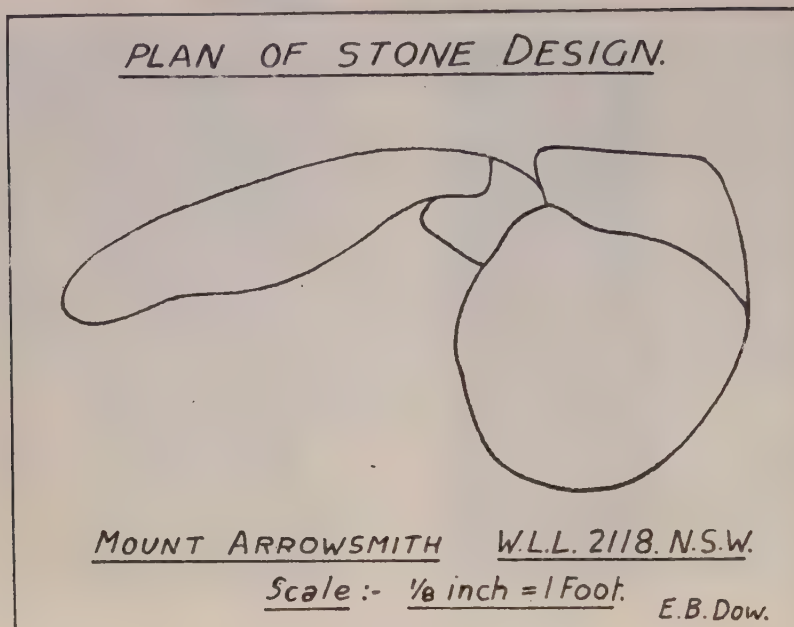 PLAN OF STONE DESIGN.
MOUNT ARROWSMITH W.L.L. 2118. N.S.W.
Scale :- 1/8 inch = 1 Foot.
E.B. Dow.